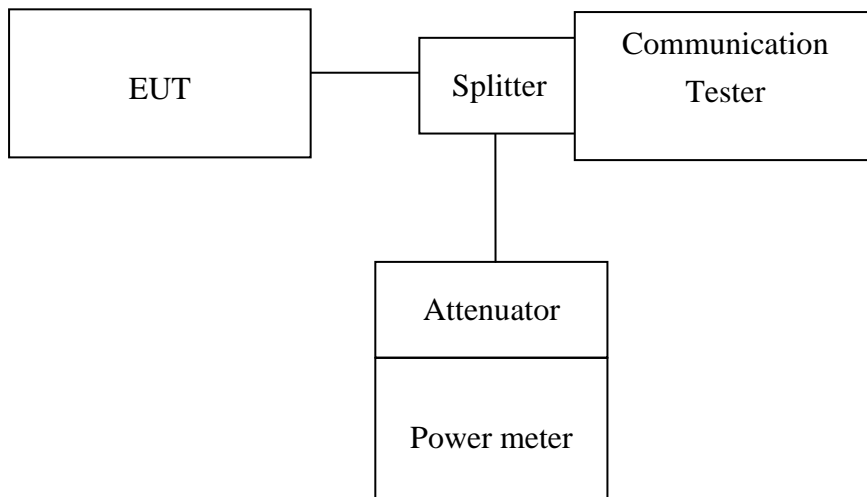 EUT
Splitter
Communication
Tester
Attenuator
Power meter